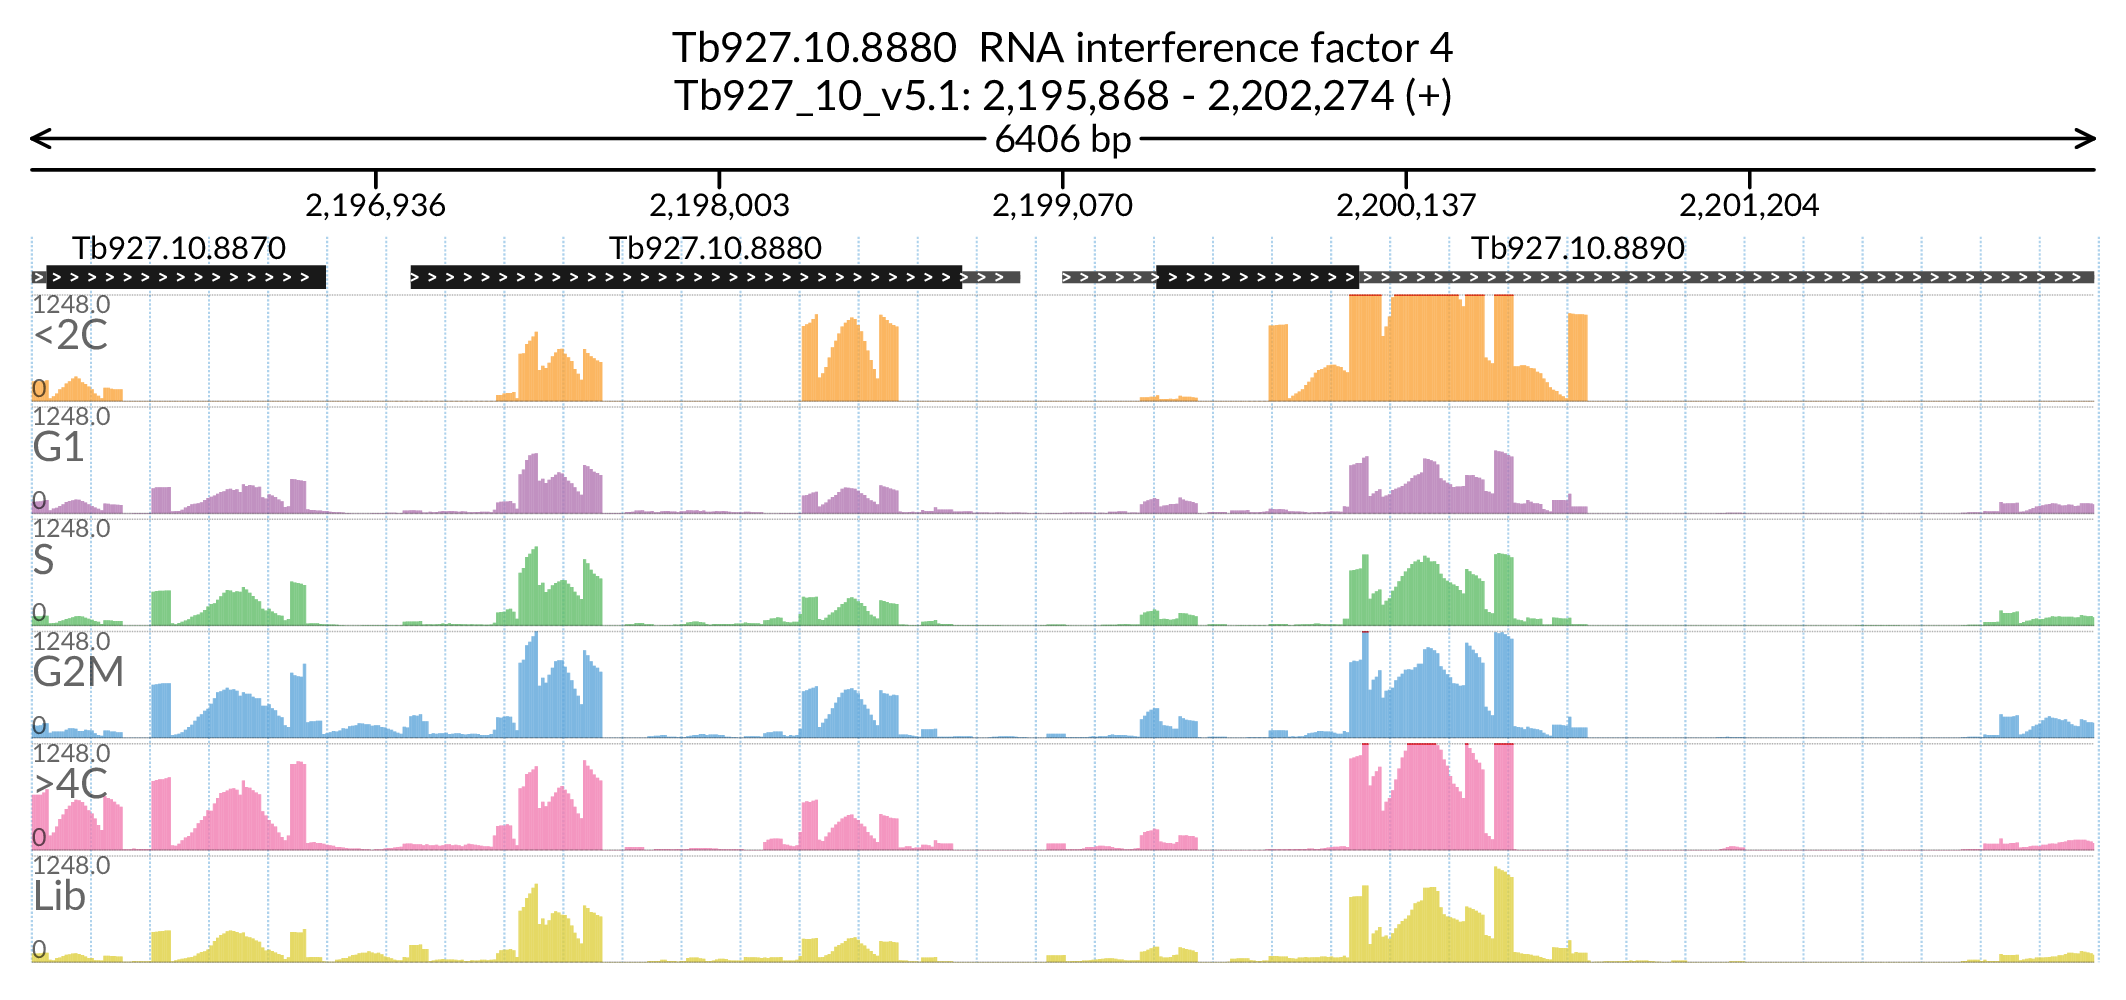 Tb927.10.8880  RNA interference factor 4
Tb927_10_v5.1: 2,195,868 - 2,202,274 (+)
6406 bp
2,196,936 2,198,003 2,199,070 2,200,137 2,201,204
Tb927.10.8870 Tb927.10.8880 Tb927.10.8890
1248.0
<2C
0
1248.0
G1
0
1248.0
S
0
1248.0
G2M
0
1248.0
>4C
0
1248.0
Lib
0